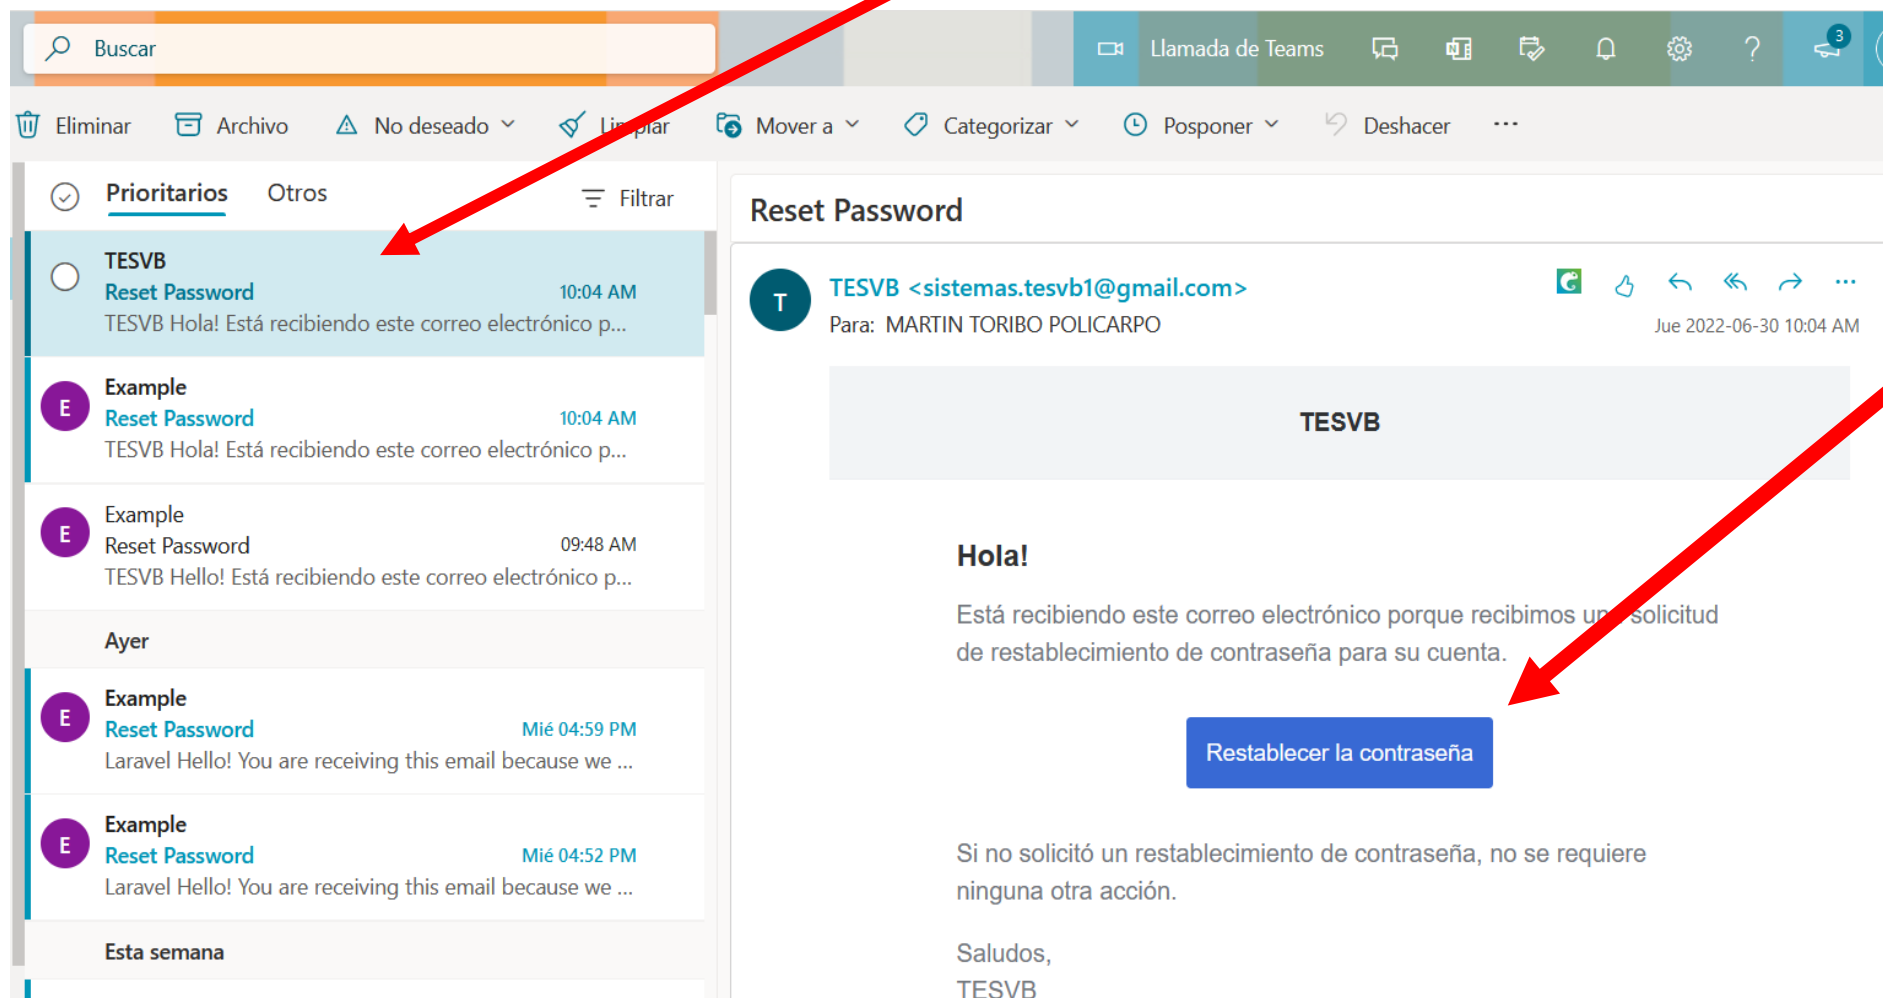 Buscar
Llamada de Teams
3
Eliminar
Archivo
No deseado
Limpiar
Mover a
Categorizar
Posponer
Deshacer
Prioritarios
Otros
Filtrar
TESVB
Reset Password 10:04 AM
TESVB Hola! Está recibiendo este correo electrónico p...
E
Example
Reset Password 10:04 AM
TESVB Hola! Está recibiendo este correo electrónico p...
E
Example
Reset Password 09:48 AM
TESVB Hello! Está recibiendo este correo electrónico p...
Ayer
E
Example
Reset Password Mié 04:59 PM
Laravel Hello! You are receiving this email because we ...
E
Example
Reset Password Mié 04:52 PM
Laravel Hello! You are receiving this email because we ...
Esta semana
Reset Password
T
TESVB <sistemas.tesvb1@gmail.com>
Para: MARTIN TORIBO POLICARPO
Jue 2022-06-30 10:04 AM
TESVB
Hola!
Está recibiendo este correo electrónico porque recibimos una solicitud
de restablecimiento de contraseña para su cuenta.
Restablecer la contraseña
Si no solicitó un restablecimiento de contraseña, no se requiere
ninguna otra acción.
Saludos,
TESVB